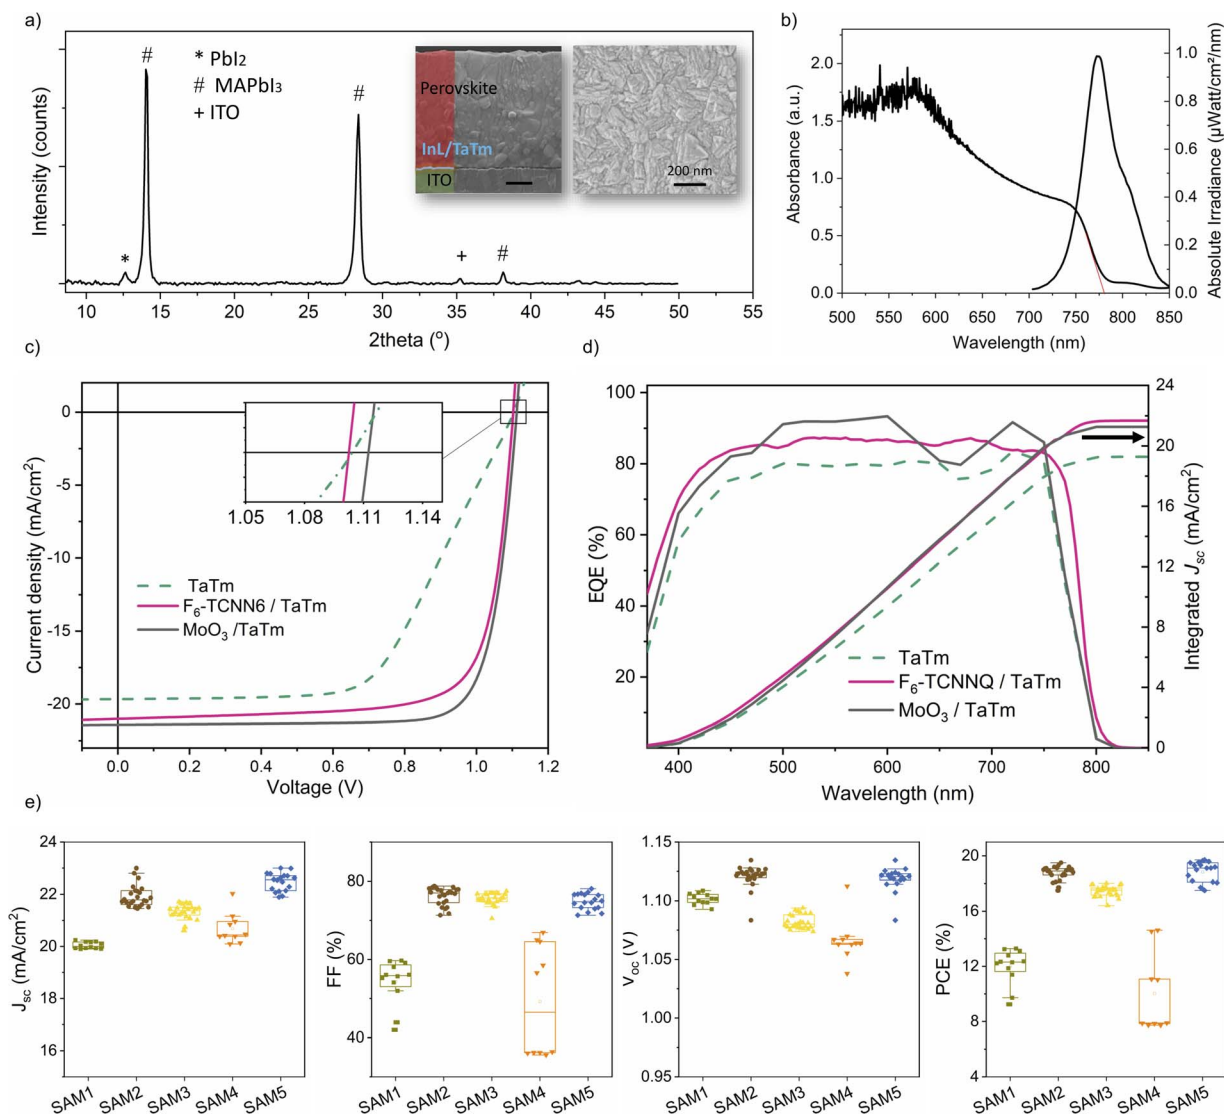 a)
* PbI₂
# MAPbI₃
+ ITO
#
#
*
+
#
Perovskite
InL/TaTm
ITO
200 nm
Intensity (counts)
10 15 20 25 30 35 40 45 50 55
2theta (º)
b)
Absorbance (a.u.)
2.0
1.5
1.0
0.5
0.0
1.0
0.8
0.6
0.4
0.2
0.0
Absolute Irradiance (µWatt/cm²/nm)
500 550 600 650 700 750 800 850
Wavelength (nm)
c)
Current density (mA/cm²)
0
-5
-10
-15
-20
1.05 1.08 1.11 1.14
TaTm
F₆-TCNN6 / TaTm
MoO₃ /TaTm
0.0 0.2 0.4 0.6 0.8 1.0 1.2
Voltage (V)
d)
EQE (%)
100
80
60
40
20
24
20
16
12
8
4
0
Integrated Jsc (mA/cm²)
TaTm
F₆-TCNNQ / TaTm
MoO₃ / TaTm
400 500 600 700 800
Wavelength (nm)
e)
Jsc (mA/cm²)
24
22
20
18
16
15
SAM1 SAM2 SAM3 SAM4 SAM5
FF (%)
80
60
40
SAM1 SAM2 SAM3 SAM4 SAM5
Voc (V)
1.15
1.10
1.05
1.00
0.95
SAM1 SAM2 SAM3 SAM4 SAM5
PCE (%)
20
16
12
8
4
SAM1 SAM2 SAM3 SAM4 SAM5